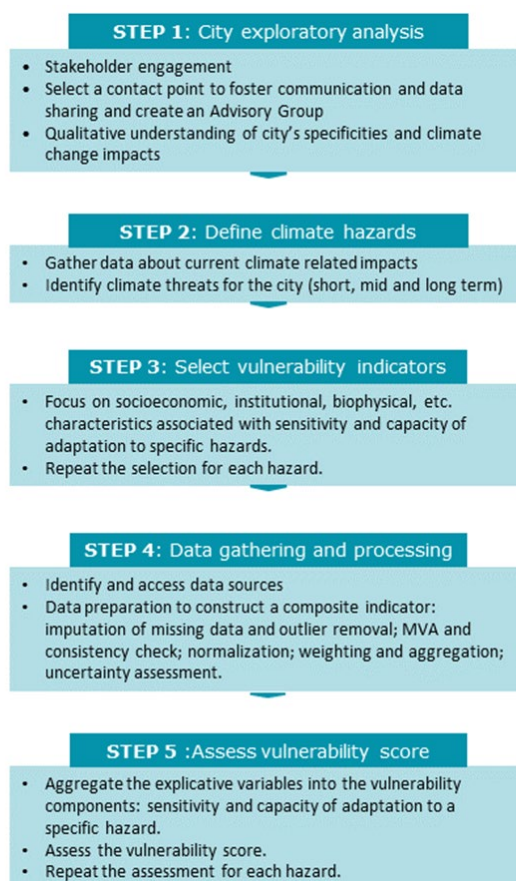 STEP 1: City exploratory analysis
• Stakeholder engagement
• Select a contact point to foster communication and data
sharing and create an Advisory Group
• Qualitative understanding of city's specificities and climate
change impacts
STEP 2: Define climate hazards
• Gather data about current climate related impacts
• Identify climate threats for the city (short, mid and long term)
STEP 3: Select vulnerability indicators
• Focus on socioeconomic, institutional, biophysical, etc.
characteristics associated with sensitivity and capacity of
adaptation to specific hazards.
• Repeat the selection for each hazard.
STEP 4: Data gathering and processing
• Identify and access data sources
• Data preparation to construct a composite indicator:
imputation of missing data and outlier removal; MVA and
consistency check; normalization; weighting and aggregation;
uncertainty assessment.
STEP 5 :Assess vulnerability score
• Aggregate the explicative variables into the vulnerability
components: sensitivity and capacity of adaptation to a
specific hazard.
• Assess the vulnerability score.
• Repeat the assessment for each hazard.